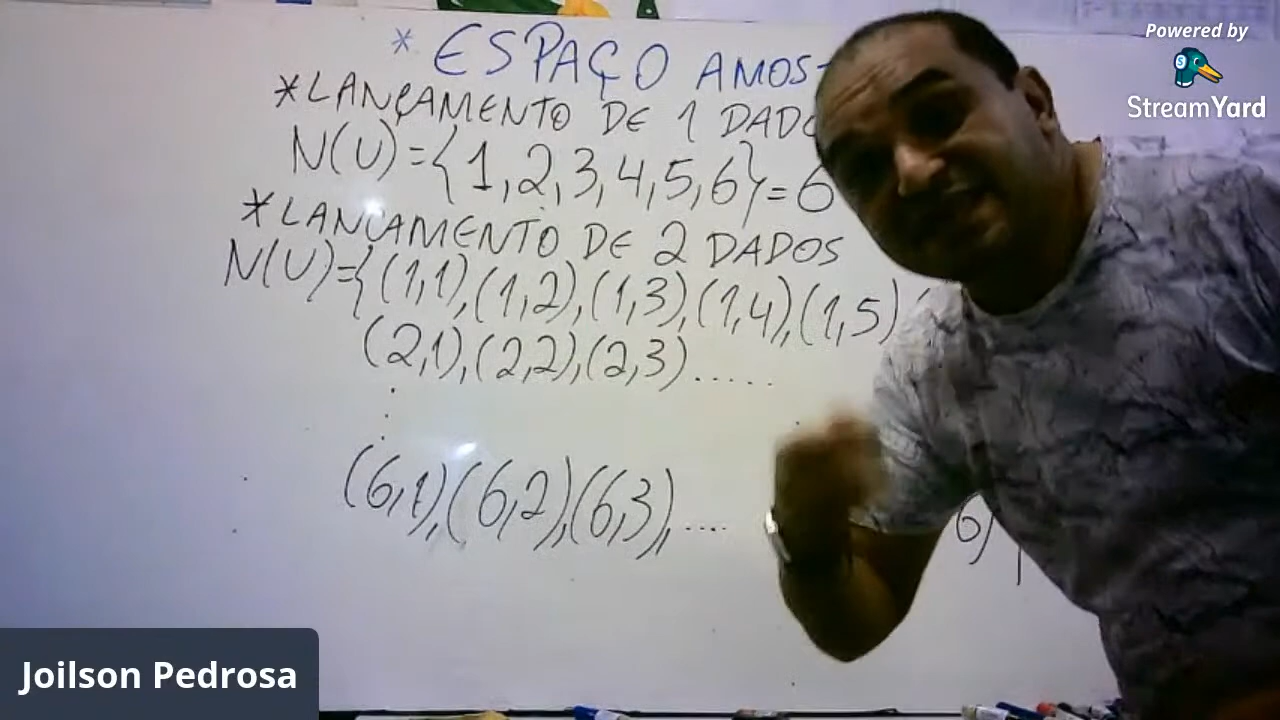 Powered by
StreamYard
* ESPAÇO AMOS-
*LANÇAMENTO DE 1 DADO
N(U)={1,2,3,4,5,6}=6
*LANÇAMENTO DE 2 DADOS
N(U)={(1,1),(1,2),(1,3),(1,4),(1,5)
(2,1),(2,2),(2,3).....
(6,1),(6,2),(6,3),....
6)
Joilson Pedrosa